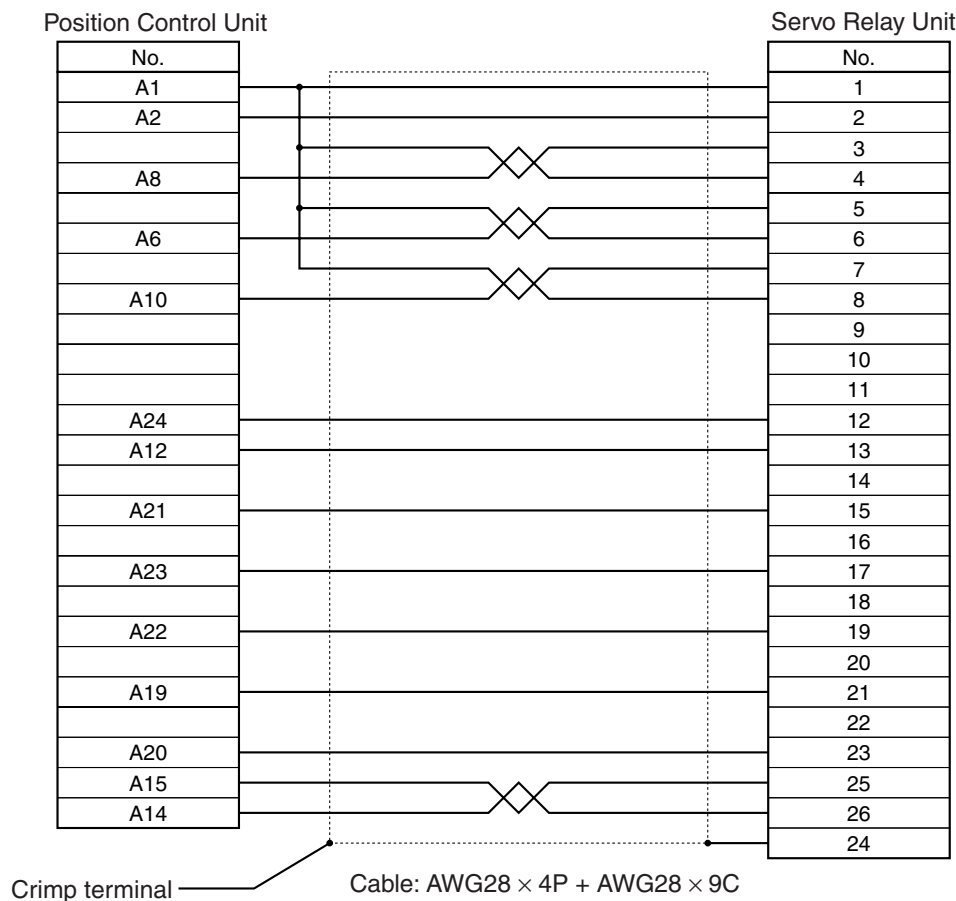 Position Control Unit Servo Relay Unit
No. No.
A1 1
A2 2
3
A8 4
5
A6 6
7
A10 8
9
10
11
A24 12
A12 13
14
A21 15
16
A23 17
18
A22 19
20
A19 21
22
A20 23
A15 25
A14 26
24
Crimp terminal Cable: AWG28 × 4P + AWG28 × 9C